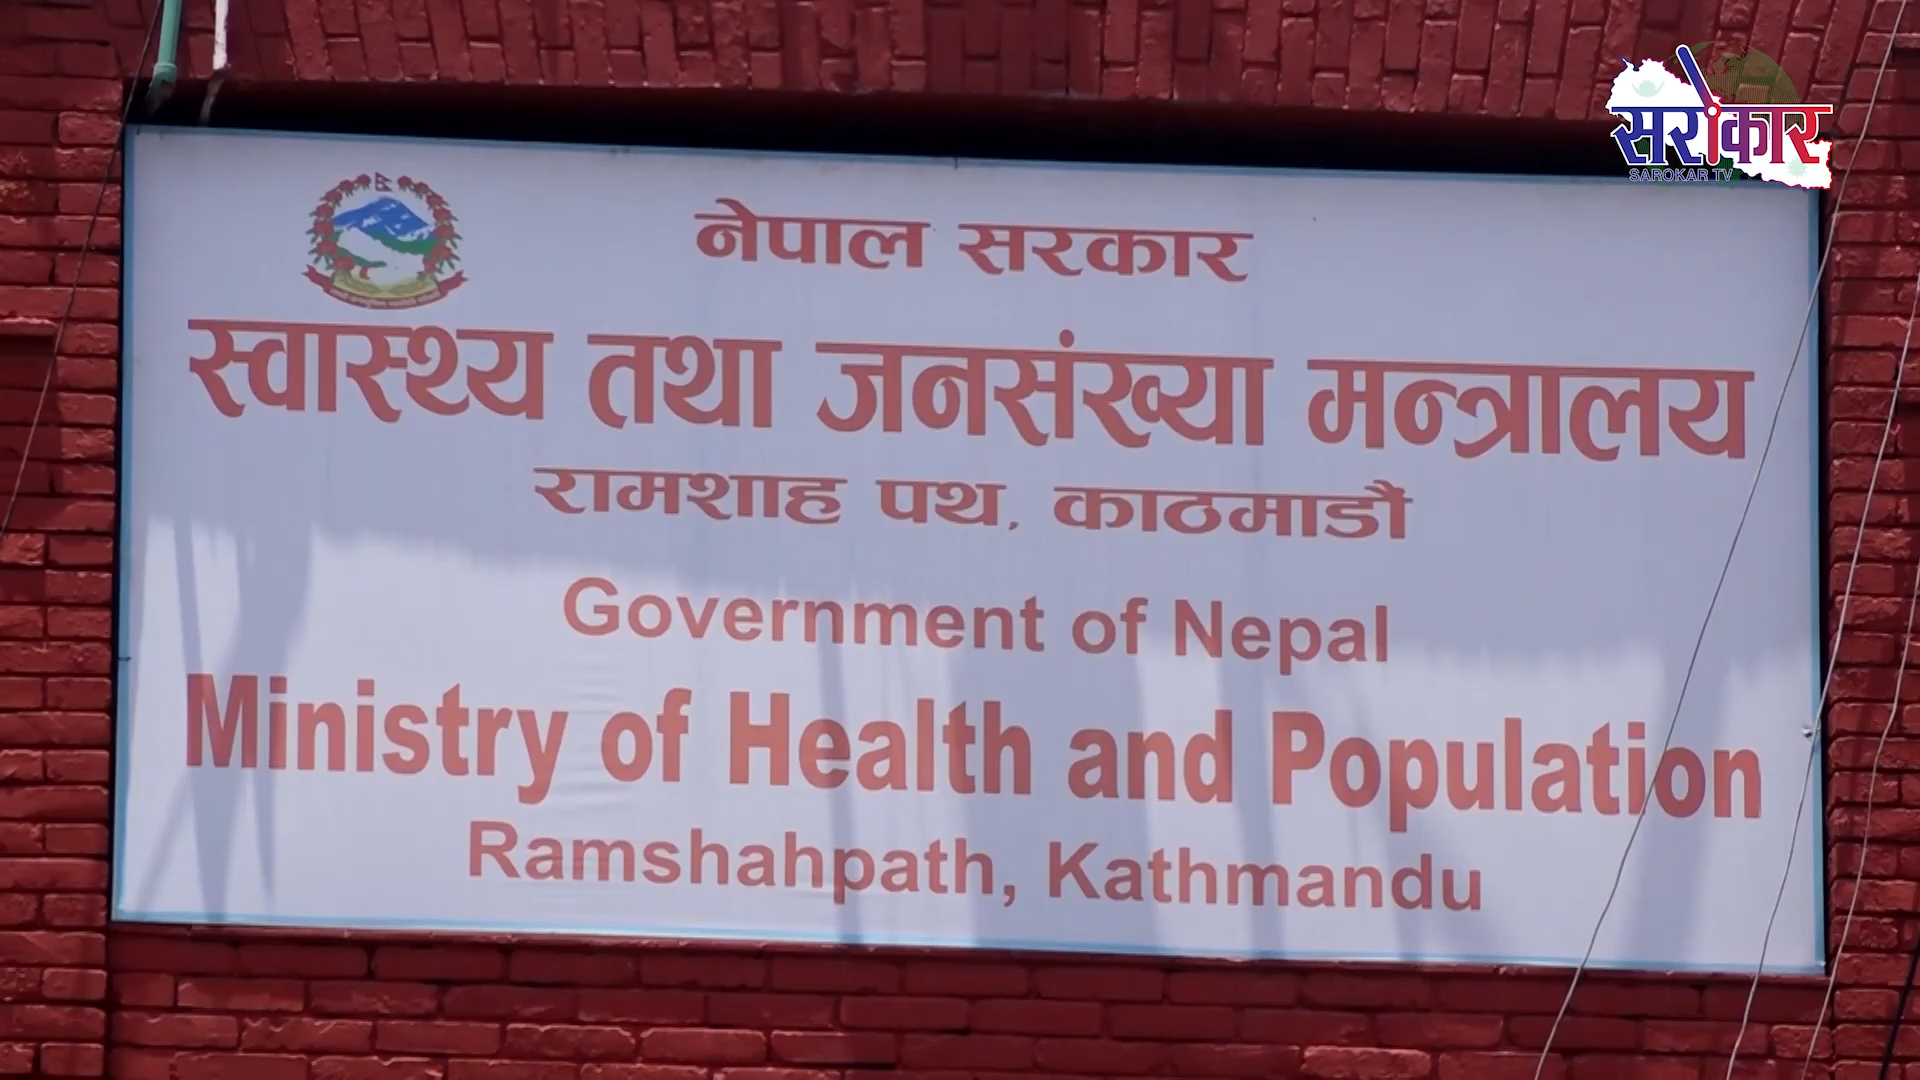 सरोकार
SAROKAR TV
नेपाल सरकार
स्वास्थ्य तथा जनसंख्या मन्त्रालय
रामशाह पथ, काठमाडौं
Government of Nepal
Ministry of Health and Population
Ramshahpath, Kathmandu